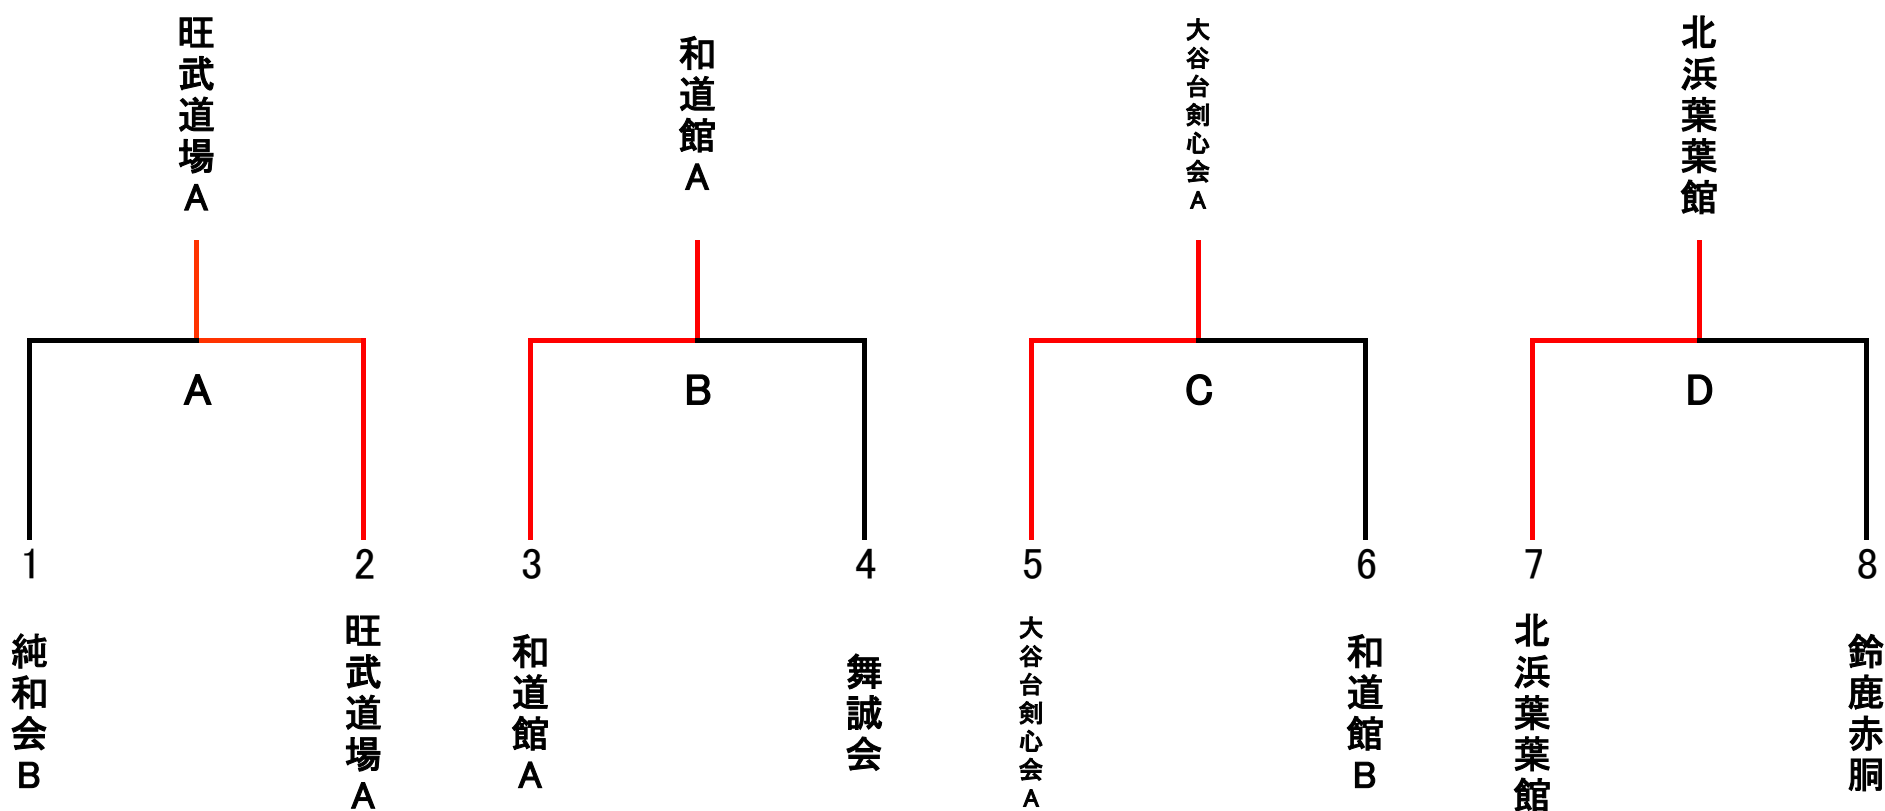 旺武道場A
和道館A
大谷台剣心会A
北浜葉葉館
A
B
C
D
1
2
3
4
5
6
7
8
純和会B
旺武道場A
和道館A
舞誠会
大谷台剣心会A
和道館B
北浜葉葉館
鈴鹿赤胴